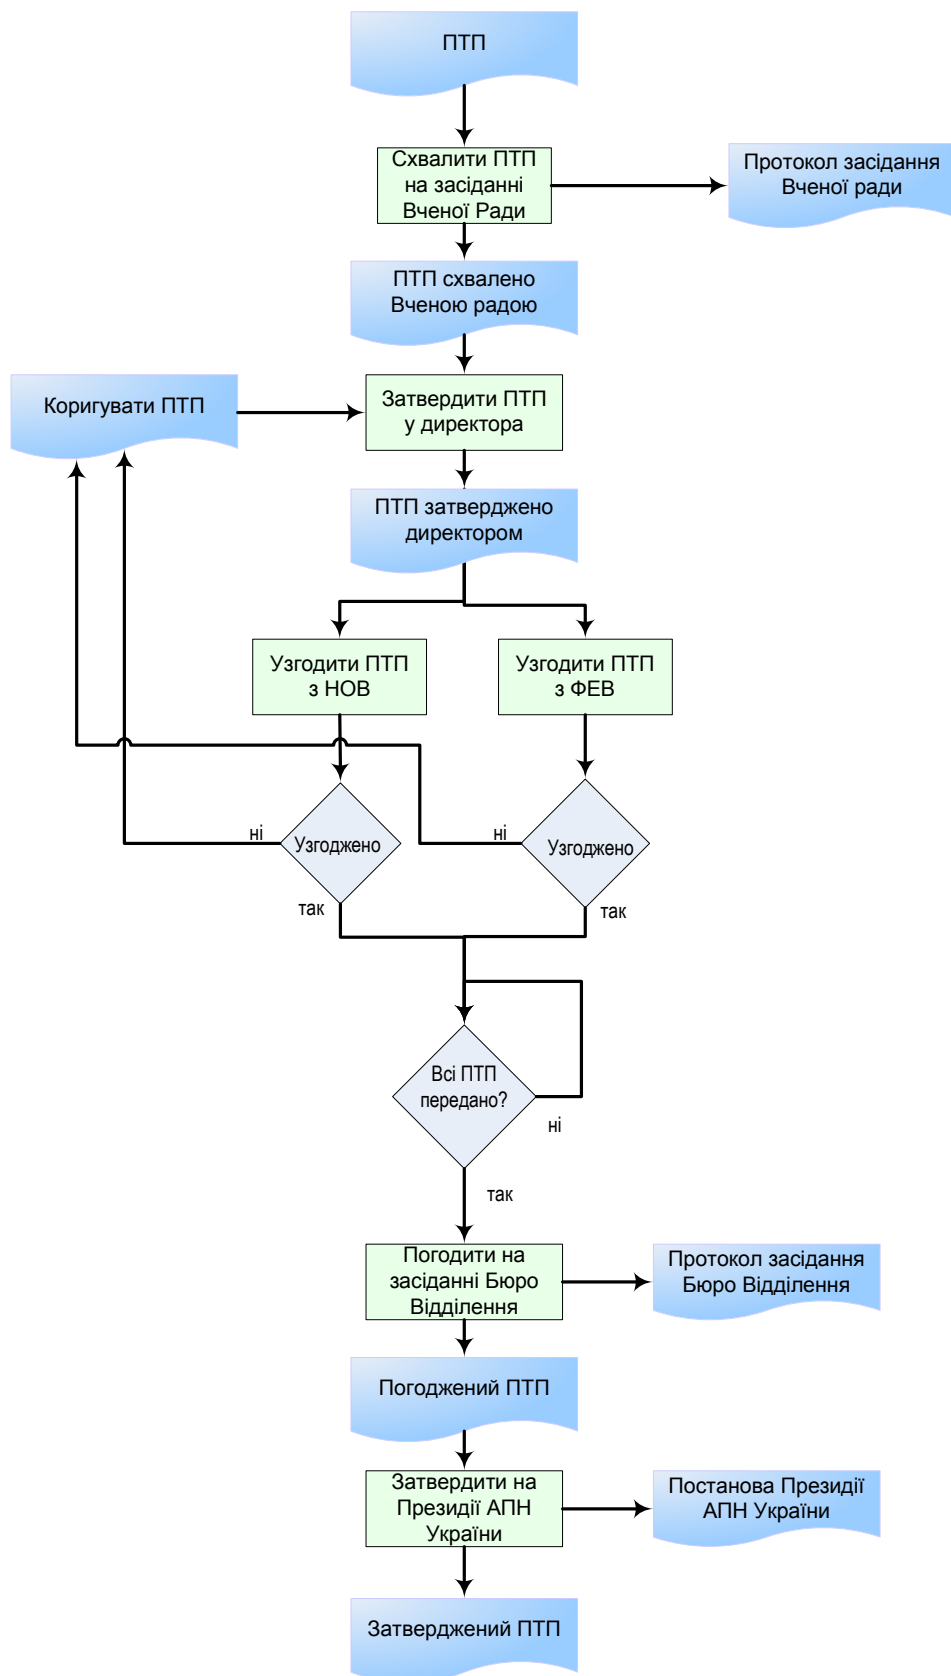 ПТП
Схвалити ПТП
на засіданні
Вченої Ради
Протокол засідання
Вченої ради
ПТП схвалено
Вченою радою
Коригувати ПТП
Затвердити ПТП
у директора
ПТП затверджено
директором
Узгодити ПТП
з НОВ
Узгодити ПТП
з ФЕВ
ні
Узгоджено
ні
Узгоджено
так
так
Всі ПТП
передано?
ні
так
Погодити на
засіданні Бюро
Відділення
Протокол засідання
Бюро Відділення
Погоджений ПТП
Затвердити на
Президії АПН
України
Постанова Президії
АПН України
Затверджений ПТП